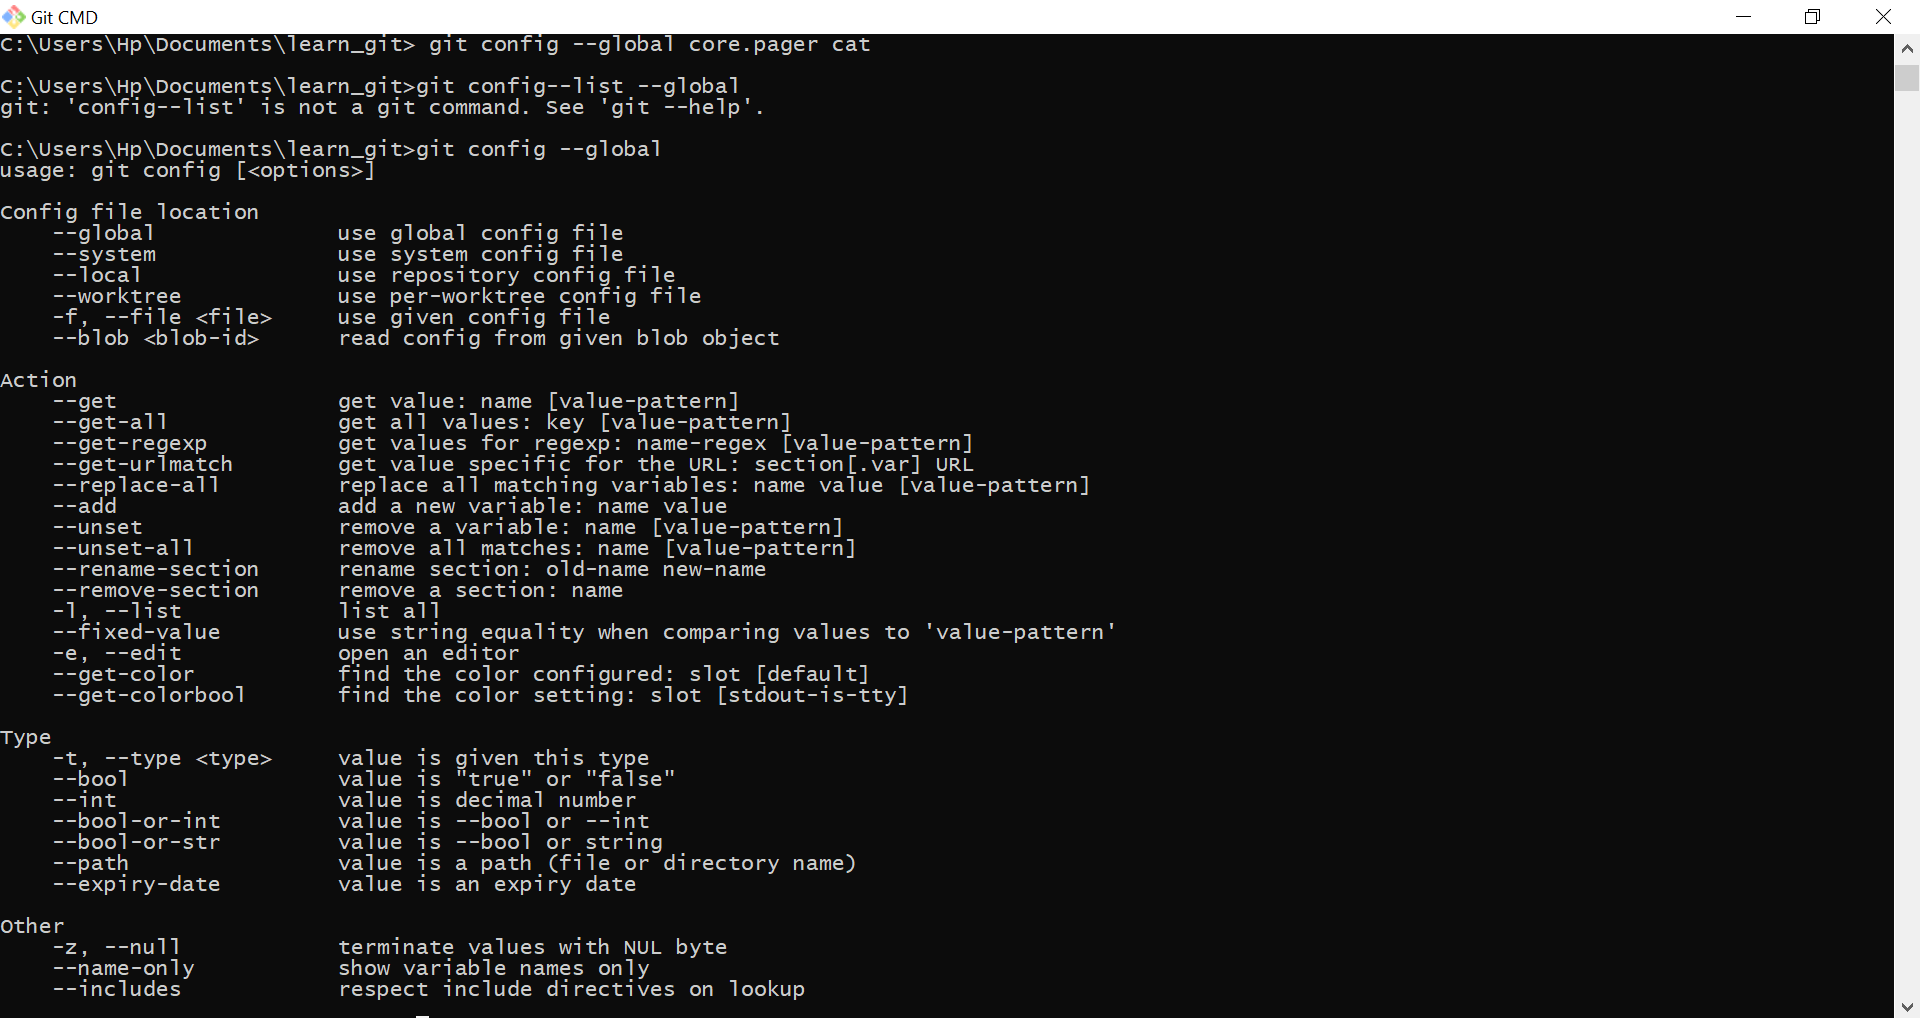 Git CMD
C:\Users\Hp\Documents\learn_git> git config --global core.pager cat
C:\Users\Hp\Documents\learn_git>git config--list --global
git: 'config--list' is not a git command. See 'git --help'.
C:\Users\Hp\Documents\learn_git>git config --global
usage: git config [<options>]
Config file location
--global use global config file
--system use system config file
--local use repository config file
--worktree use per-worktree config file
-f, --file <file> use given config file
--blob <blob-id> read config from given blob object
Action
--get get value: name [value-pattern]
--get-all get all values: key [value-pattern]
--get-regexp get values for regexp: name-regex [value-pattern]
--get-urlmatch get value specific for the URL: section[.var] URL
--replace-all replace all matching variables: name value [value-pattern]
--add add a new variable: name value
--unset remove a variable: name [value-pattern]
--unset-all remove all matches: name [value-pattern]
--rename-section rename section: old-name new-name
--remove-section remove a section: name
-l, --list list all
--fixed-value use string equality when comparing values to 'value-pattern'
-e, --edit open an editor
--get-color find the color configured: slot [default]
--get-colorbool find the color setting: slot [stdout-is-tty]
Type
-t, --type <type> value is given this type
--bool value is "true" or "false"
--int value is decimal number
--bool-or-int value is --bool or --int
--bool-or-str value is --bool or string
--path value is a path (file or directory name)
--expiry-date value is an expiry date
Other
-z, --null terminate values with NUL byte
--name-only show variable names only
--includes respect include directives on lookup